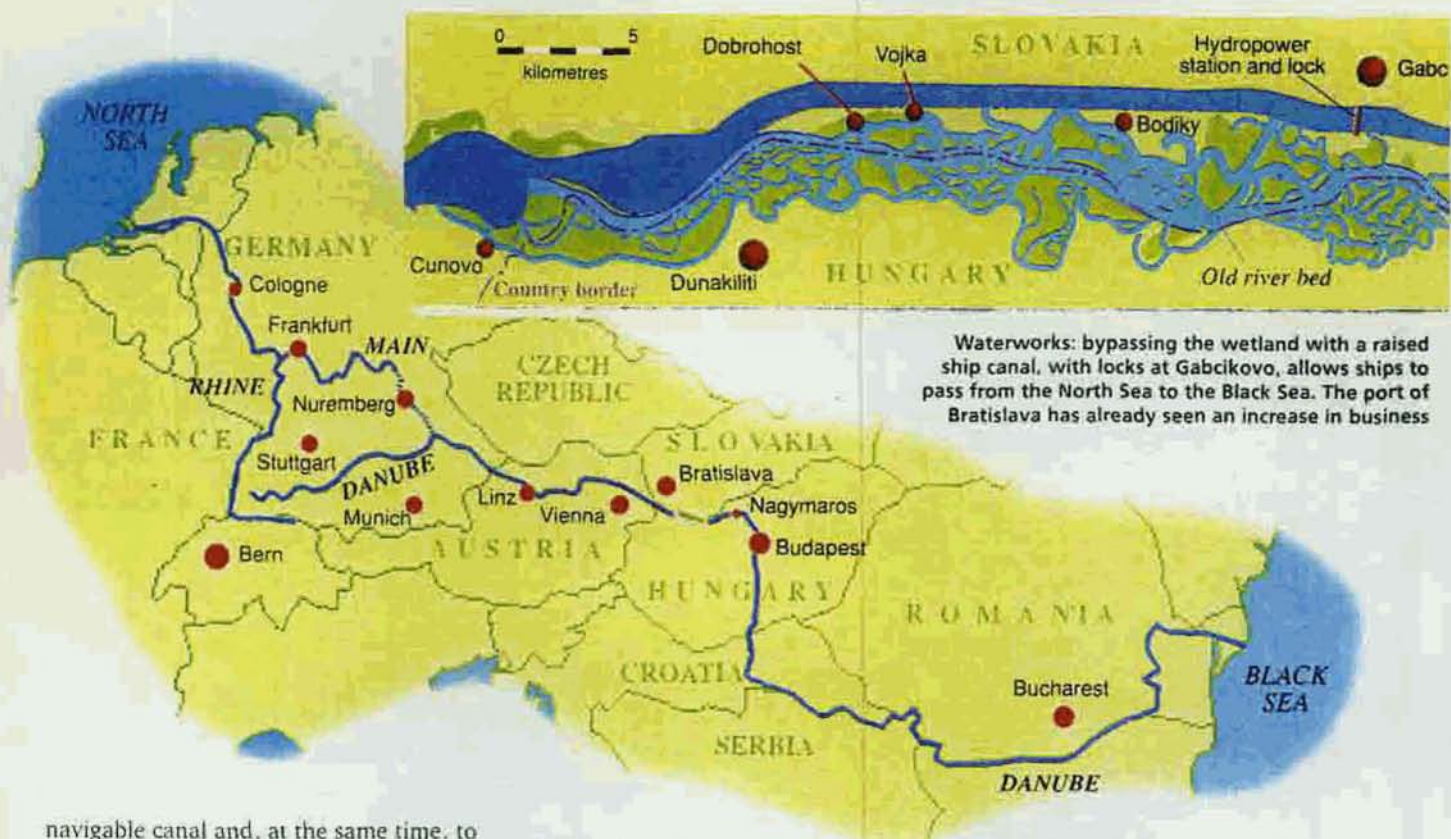 0 5
kilometres
Dobrohost
Vojka
SLOVAKIA
Hydropower
station and lock
Gabc
Bodiky
Cunovo
Country border
Dunakiliti
HUNGARY
Old river bed
Waterworks: bypassing the wetland with a raised
ship canal, with locks at Gabcikovo, allows ships to
pass from the North Sea to the Black Sea. The port of
Bratislava has already seen an increase in business
NORTH
SEA
GERMANY
Cologne
Frankfurt
MAIN
RHINE
Nuremberg
CZECH
REPUBLIC
FRANCE
Stuttgart
DANUBE
Munich
SLOVAKIA
Bratislava
Linz
Vienna
Nagymaros
Budapest
Bern
AUSTRIA
HUNGARY
ROMANIA
CROATIA
Bucharest
BLACK
SEA
SERBIA
DANUBE
navigable canal and, at the same time, to